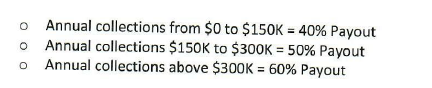 o Annual collections from $0 to $150K = 40% Payout
o Annual collections $150K to $300K = 50% Payout
o Annual collections above $300K = 60% Payout